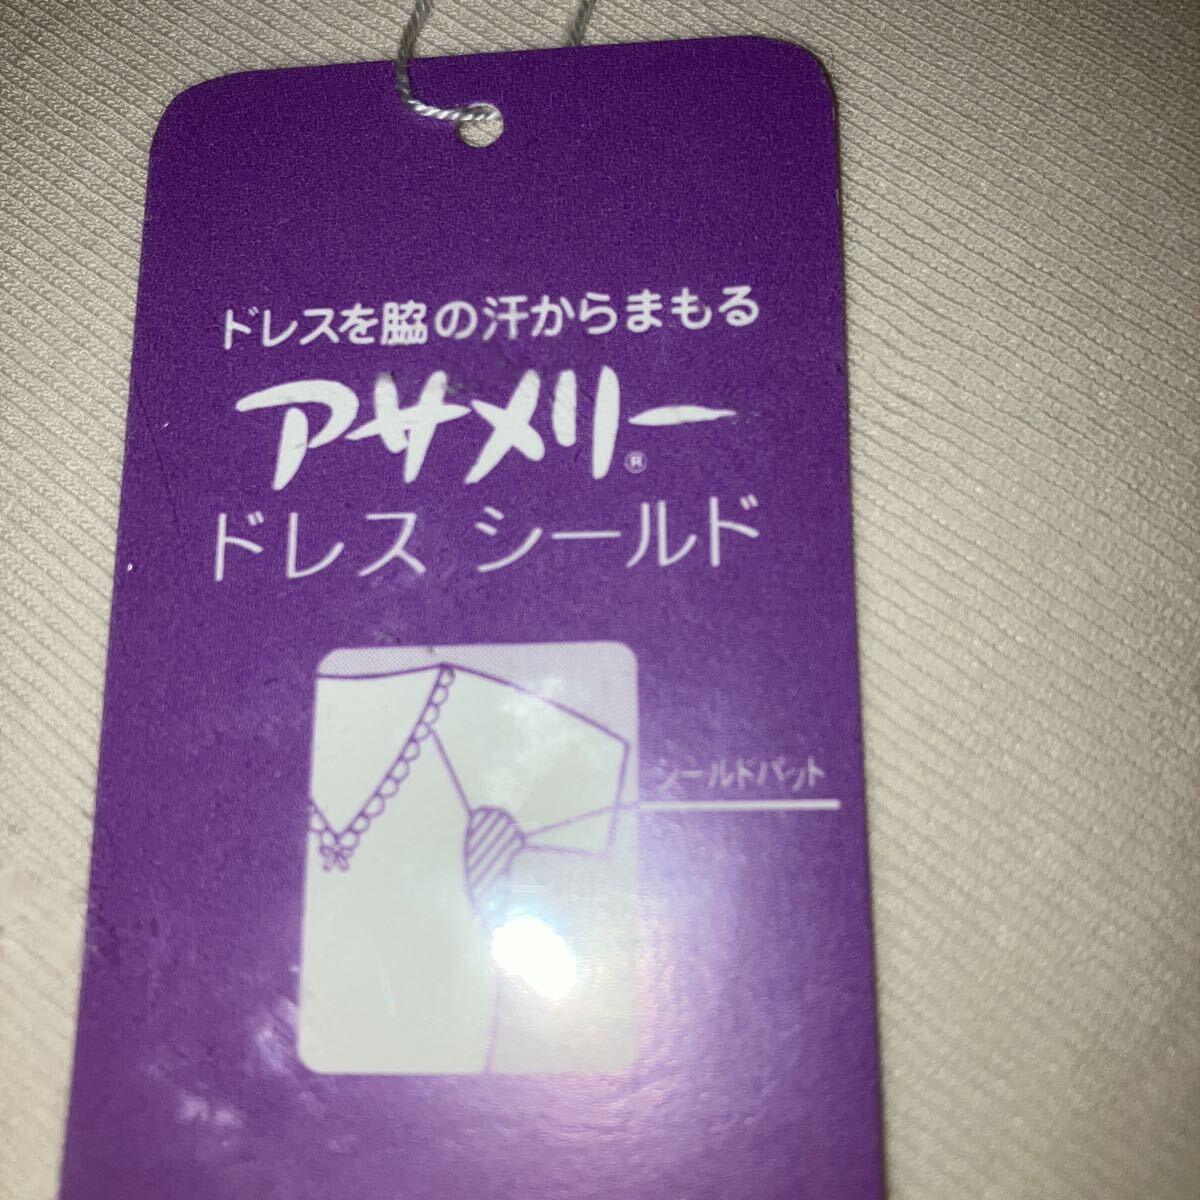 ドレスを脇の汗からまもる
アサメリー®
ドレス シールド
シールドパット